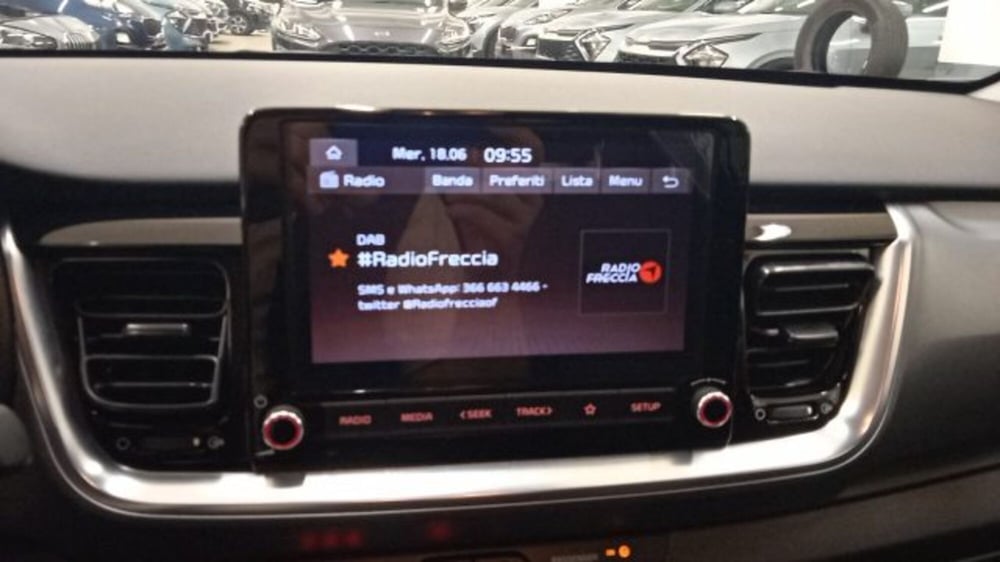 Mer. 18.06 09:55
Radio Banda Preferiti Lista Menu
DAB
#RadioFreccia
SMS e WhatsApp: 366 663 4466 -
twitter @Radiofrecciaof
RADIO
FRECCIA
RADIO MEDIA <SEEK TRACK> SETUP